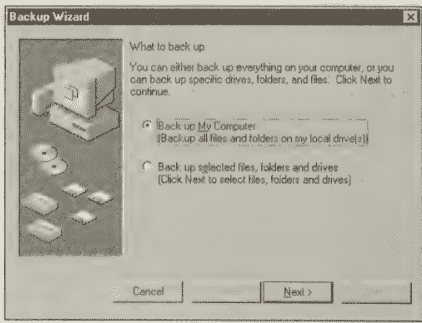 Backup Wizard
What to back up
You can either back up everything on your computer, or you
can back up specific drives, folders, and files. Click Next to
continue.
Back up My Computer
(Backup all files and folders on my local drive(s))
Back up selected files, folders and drives
(Click Next to select files, folders and drives)
Cancel
Next >